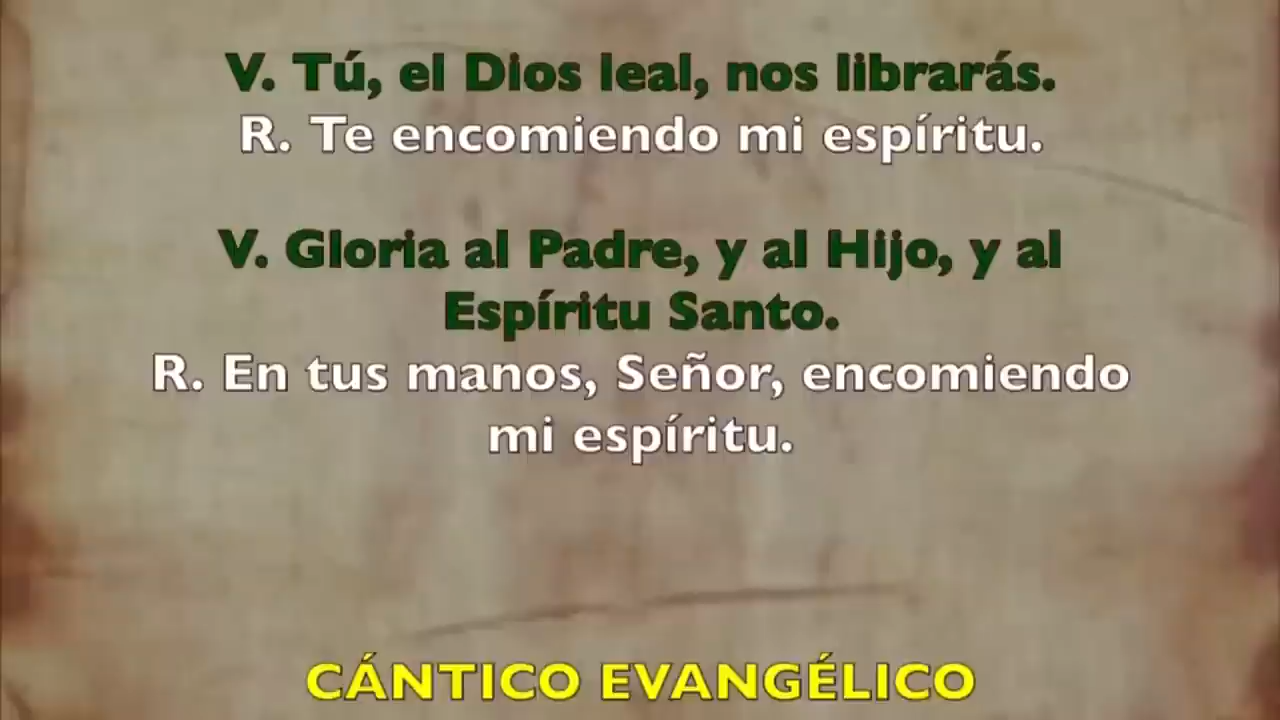 V. Tú, el Dios leal, nos librarás.
R. Te encomiendo mi espíritu.
V. Gloria al Padre, y al Hijo, y al
Espíritu Santo.
R. En tus manos, Señor, encomiendo
mi espíritu.
CÁNTICO EVANGÉLICO